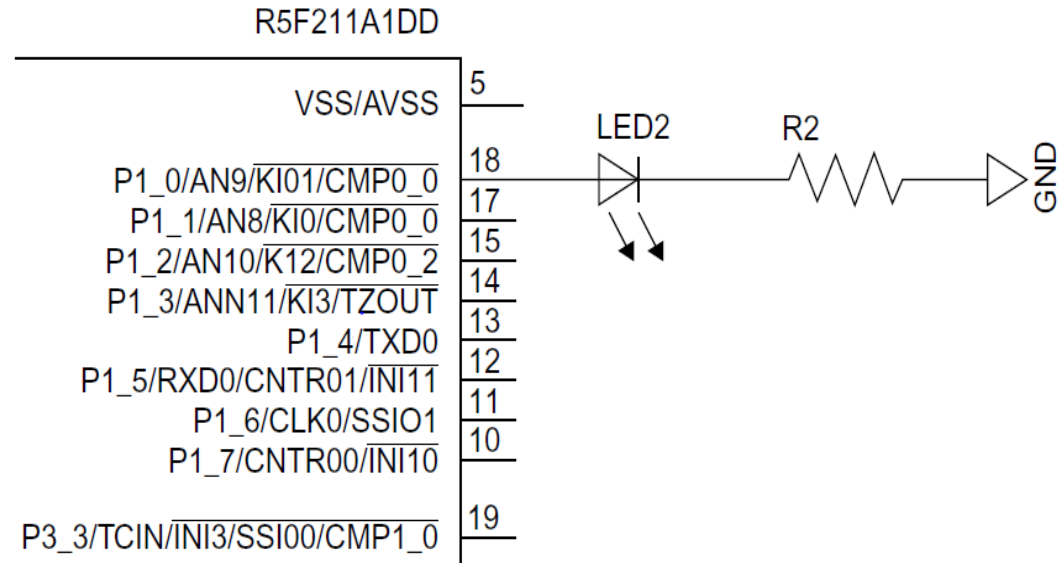 R5F211A1DD
VSS/AVSS 5
LED2 R2
P1_0/AN9/KI01/CMP0_0 18
GND
P1_1/AN8/KI0/CMP0_0 17
P1_2/AN10/K12/CMP0_2 15
P1_3/ANN11/KI3/TZOUT 14
P1_4/TXD0 13
P1_5/RXD0/CNTR01/INI11 12
P1_6/CLK0/SSIO1 11
P1_7/CNTR00/INI10 10
P3_3/TCIN/INI3/SSI00/CMP1_0 19